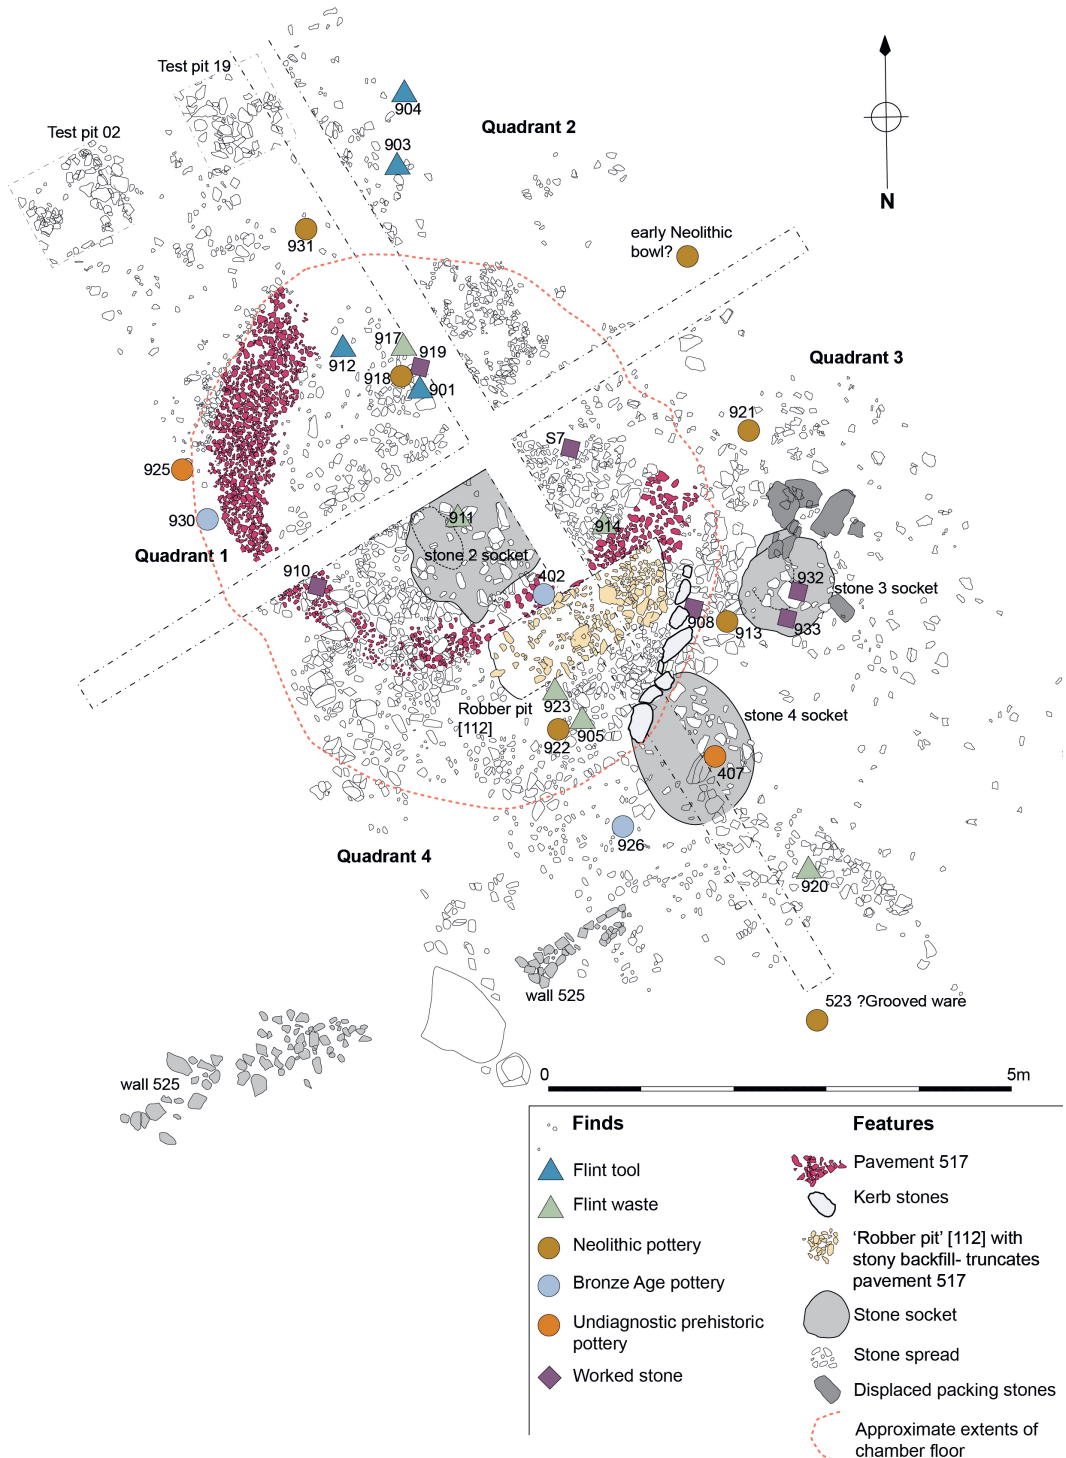 Test pit 19
904
Quadrant 2
Test pit 02
903
N
931
early Neolithic
bowl?
917
919
912
918
901
Quadrant 3
921
S7
925
930
911
914
Quadrant 1
stone 2 socket
910
402
932
stone 3 socket
908
913
933
923
Robber pit
[112]
905
922
stone 4 socket
407
926
Quadrant 4
920
wall 525
523 ?Grooved ware
wall 525
0
5m
Finds
Flint tool
Flint waste
Neolithic pottery
Bronze Age pottery
Undiagnostic prehistoric
pottery
Worked stone
Features
Pavement 517
Kerb stones
‘Robber pit’ [112] with
stony backfill- truncates
pavement 517
Stone socket
Stone spread
Displaced packing stones
Approximate extents of
chamber floor